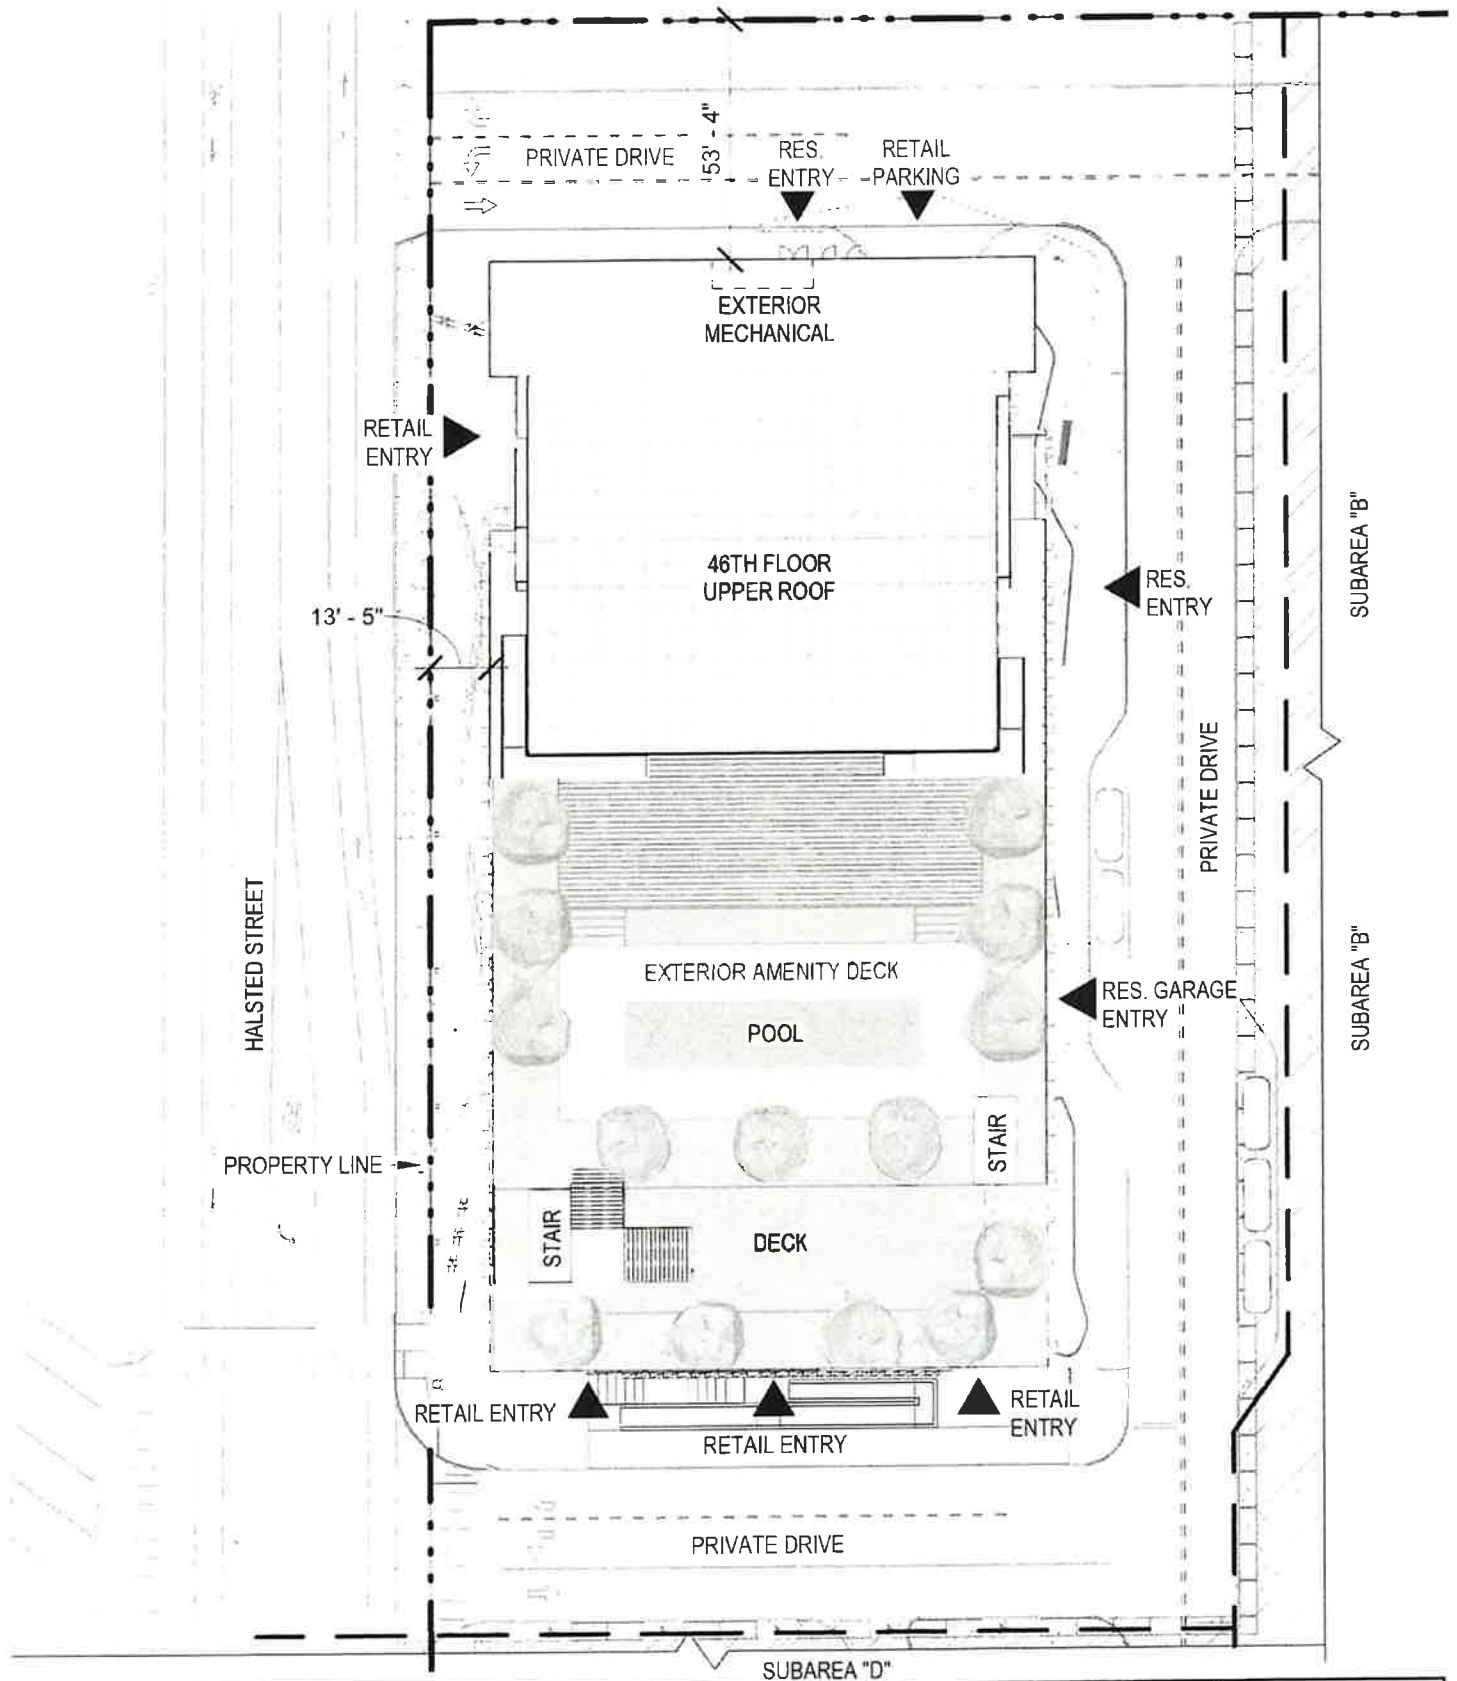 53' - 4"
PRIVATE DRIVE
RES.
ENTRY
RETAIL
PARKING
EXTERIOR
MECHANICAL
RETAIL
ENTRY
46TH FLOOR
UPPER ROOF
RES.
ENTRY
SUBAREA "B"
13' - 5"
PRIVATE DRIVE
HALSTED STREET
EXTERIOR AMENITY DECK
RES. GARAGE
ENTRY
SUBAREA "B"
POOL
STAIR
PROPERTY LINE
STAIR
DECK
RETAIL ENTRY
RETAIL ENTRY
RETAIL
ENTRY
PRIVATE DRIVE
SUBAREA "D"